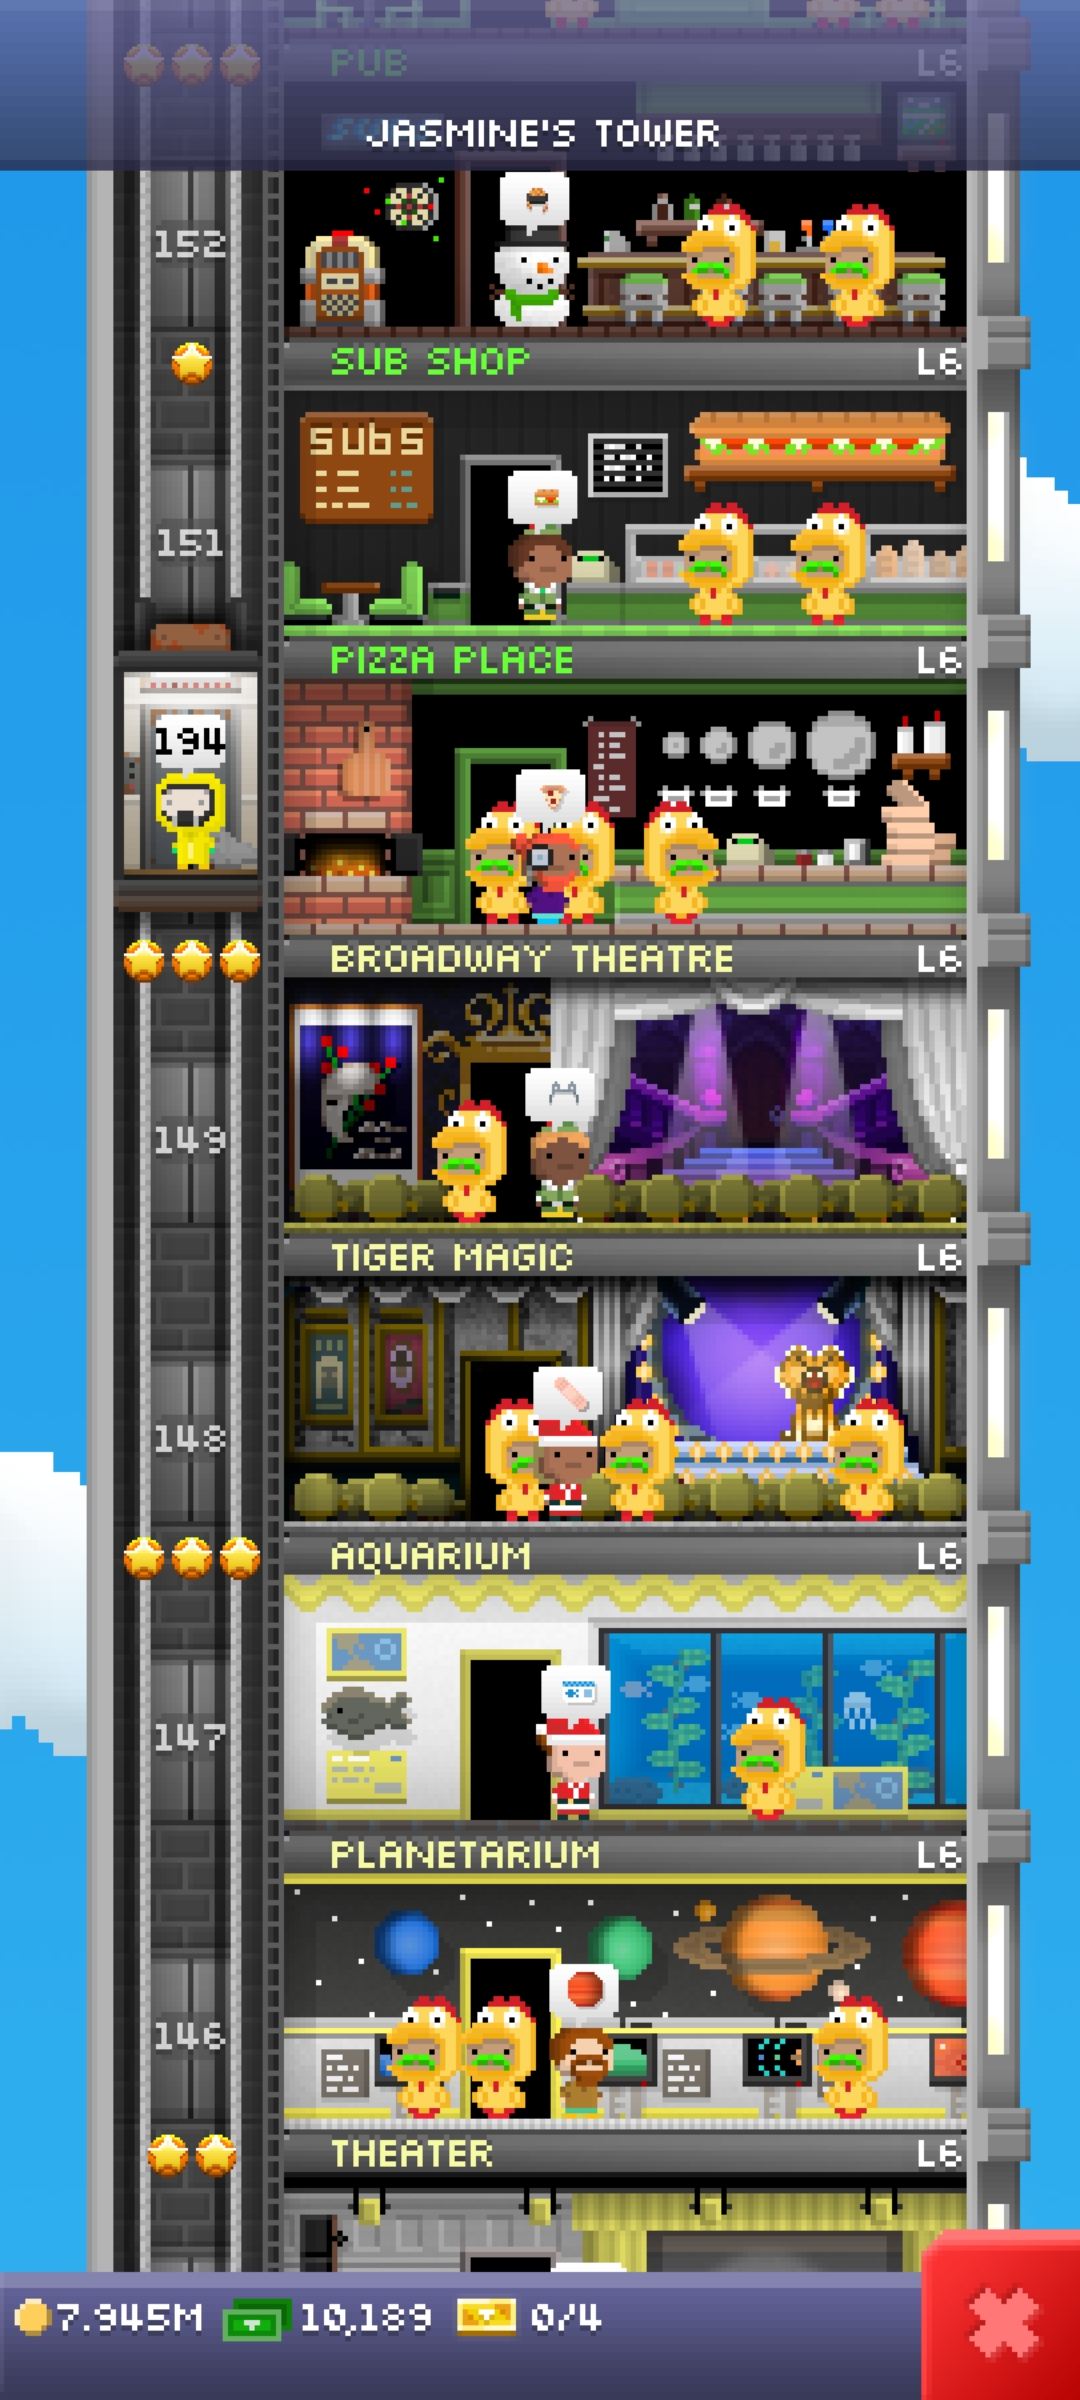 PUB L6
JASMINE'S TOWER
152
SUB SHOP L6
subs
151
PIZZA PLACE L6
194
BROADWAY THEATRE L6
149
TIGER MAGIC L6
148
AQUARIUM L6
147
PLANETARIUM L6
146
THEATER L6
7.945M 10,189 0/4